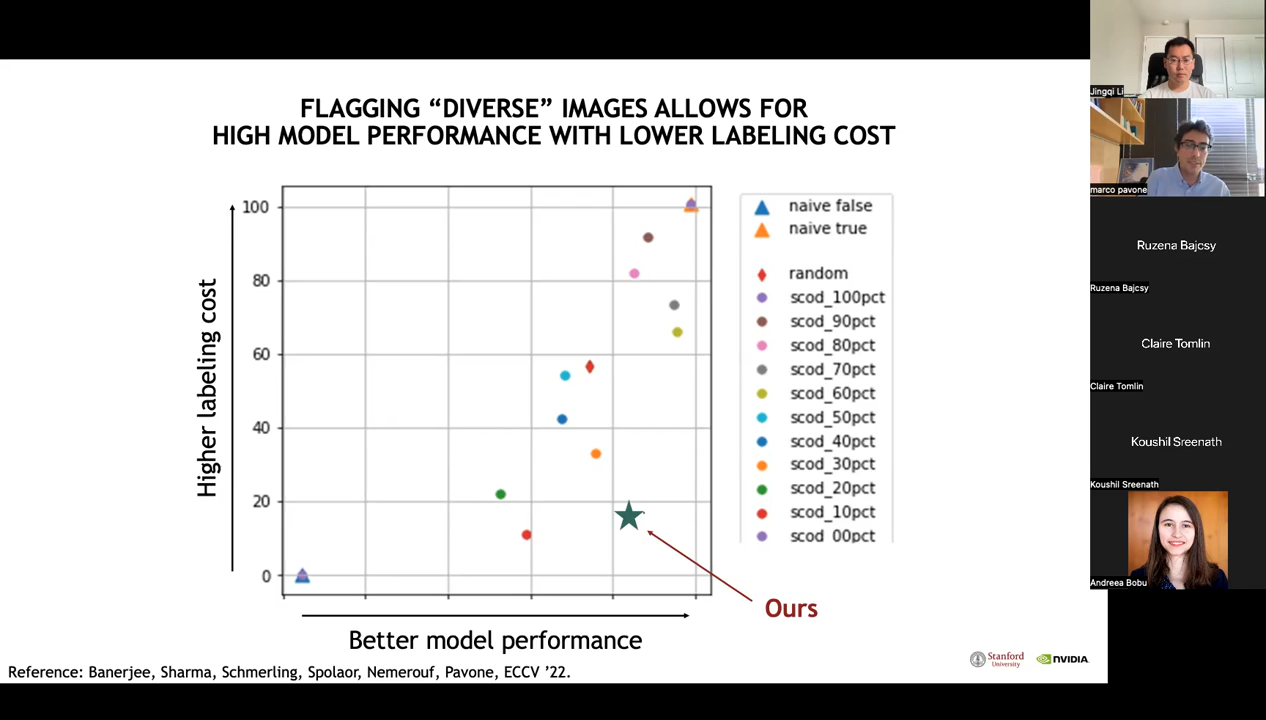 FLAGGING “DIVERSE” IMAGES ALLOWS FOR
HIGH MODEL PERFORMANCE WITH LOWER LABELING COST
Higher labeling cost
100
80
60
40
20
0
Better model performance
naive false
naive true
random
scod_100pct
scod_90pct
scod_80pct
scod_70pct
scod_60pct
scod_50pct
scod_40pct
scod_30pct
scod_20pct
scod_10pct
scod_00pct
Ours
Reference: Banerjee, Sharma, Schmerling, Spolaor, Nemerouf, Pavone, ECCV ’22.
Stanford
University
NVIDIA
Jingqi Li
marco pavone
Ruzena Bajcsy
Ruzena Bajcsy
Claire Tomlin
Claire Tomlin
Koushil Sreenath
Koushil Sreenath
Andreea Bobu